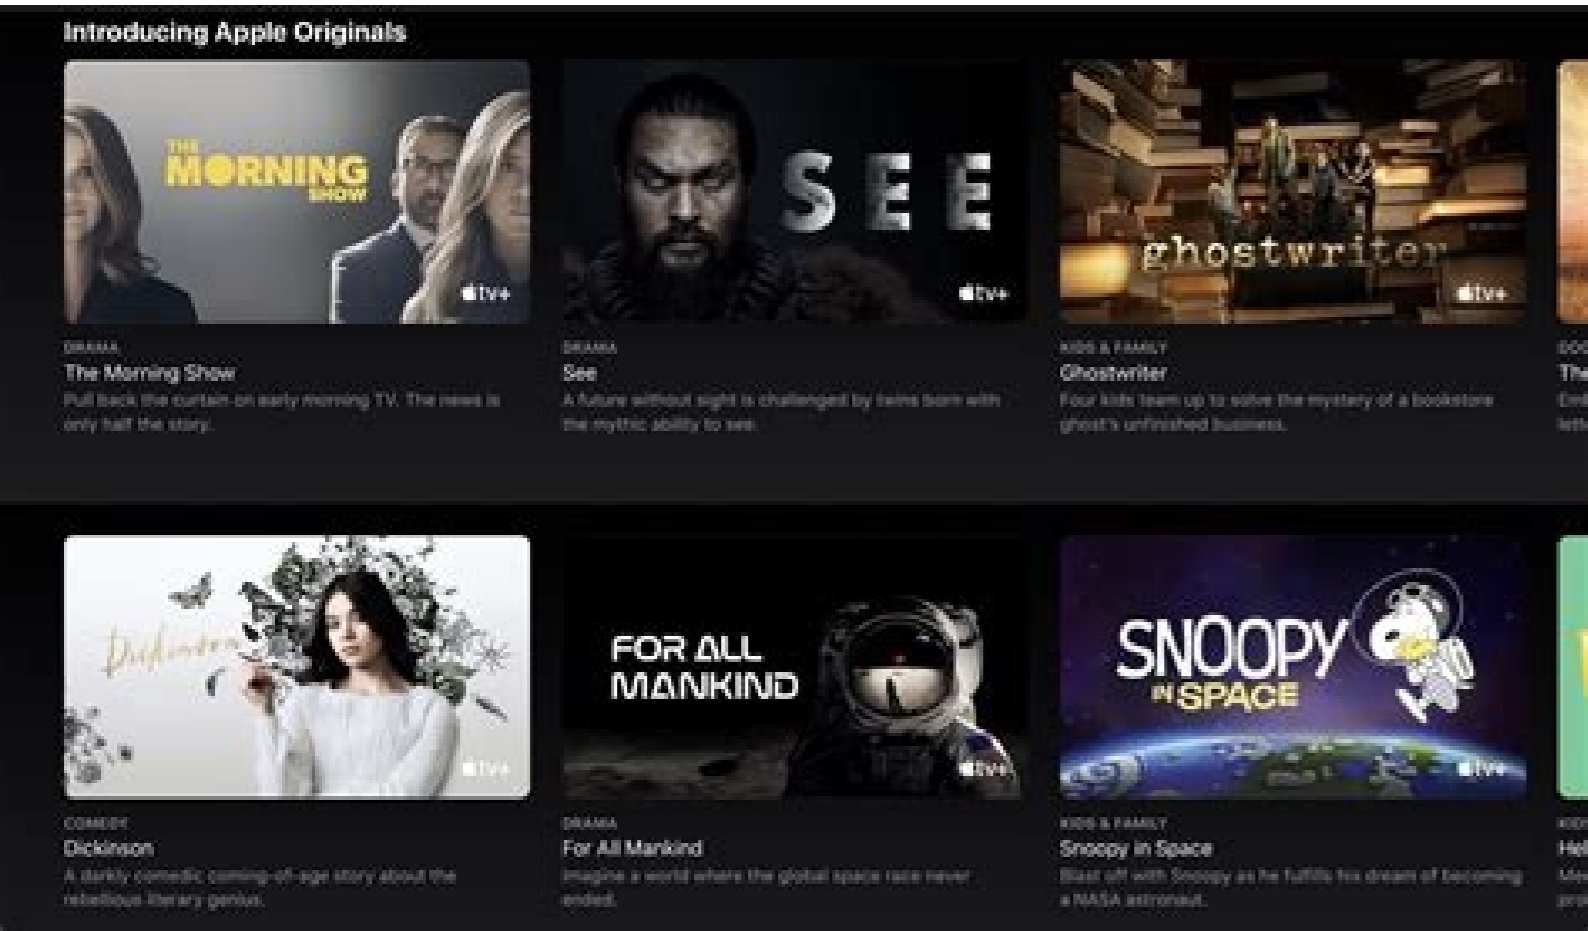 Introducing Apple Originals
THE
MORNING
SHOW
tv+
SEE
tv+
ghostwriter
tv+
DRAMA
The Morning Show
Pull back the curtain on early morning TV. The news is
only half the story.
DRAMA
See
A future without sight is challenged by twins born with
the mythic ability to see.
KIDS & FAMILY
Ghostwriter
Four kids team up to solve the mystery of a bookstore
ghost's unfinished business.
DOC
The
Em
lett
Dickinson
tv+
FOR ALL
MANKIND
tv+
SNOOPY
IN SPACE
tv+
COMEDY
Dickinson
A darkly comedic coming-of-age story about the
rebellious literary genius.
DRAMA
For All Mankind
Imagine a world where the global space race never
ended.
KIDS & FAMILY
Snoopy in Space
Blast off with Snoopy as he fulfills his dream of becoming
a NASA astronaut.
KIDS
Hel